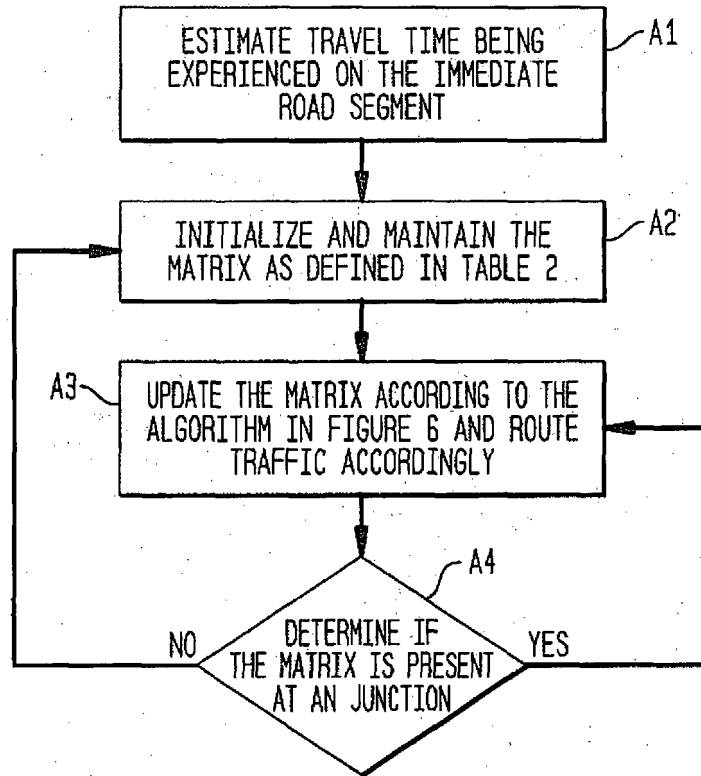 ESTIMATE TRAVEL TIME BEING
EXPERIENCED ON THE IMMEDIATE
ROAD SEGMENT
A1
INITIALIZE AND MAINTAIN THE
MATRIX AS DEFINED IN TABLE 2
A2
A3
UPDATE THE MATRIX ACCORDING TO THE
ALGORITHM IN FIGURE 6 AND ROUTE
TRAFFIC ACCORDINGLY
A4
NO
DETERMINE IF
THE MATRIX IS PRESENT
AT AN JUNCTION
YES